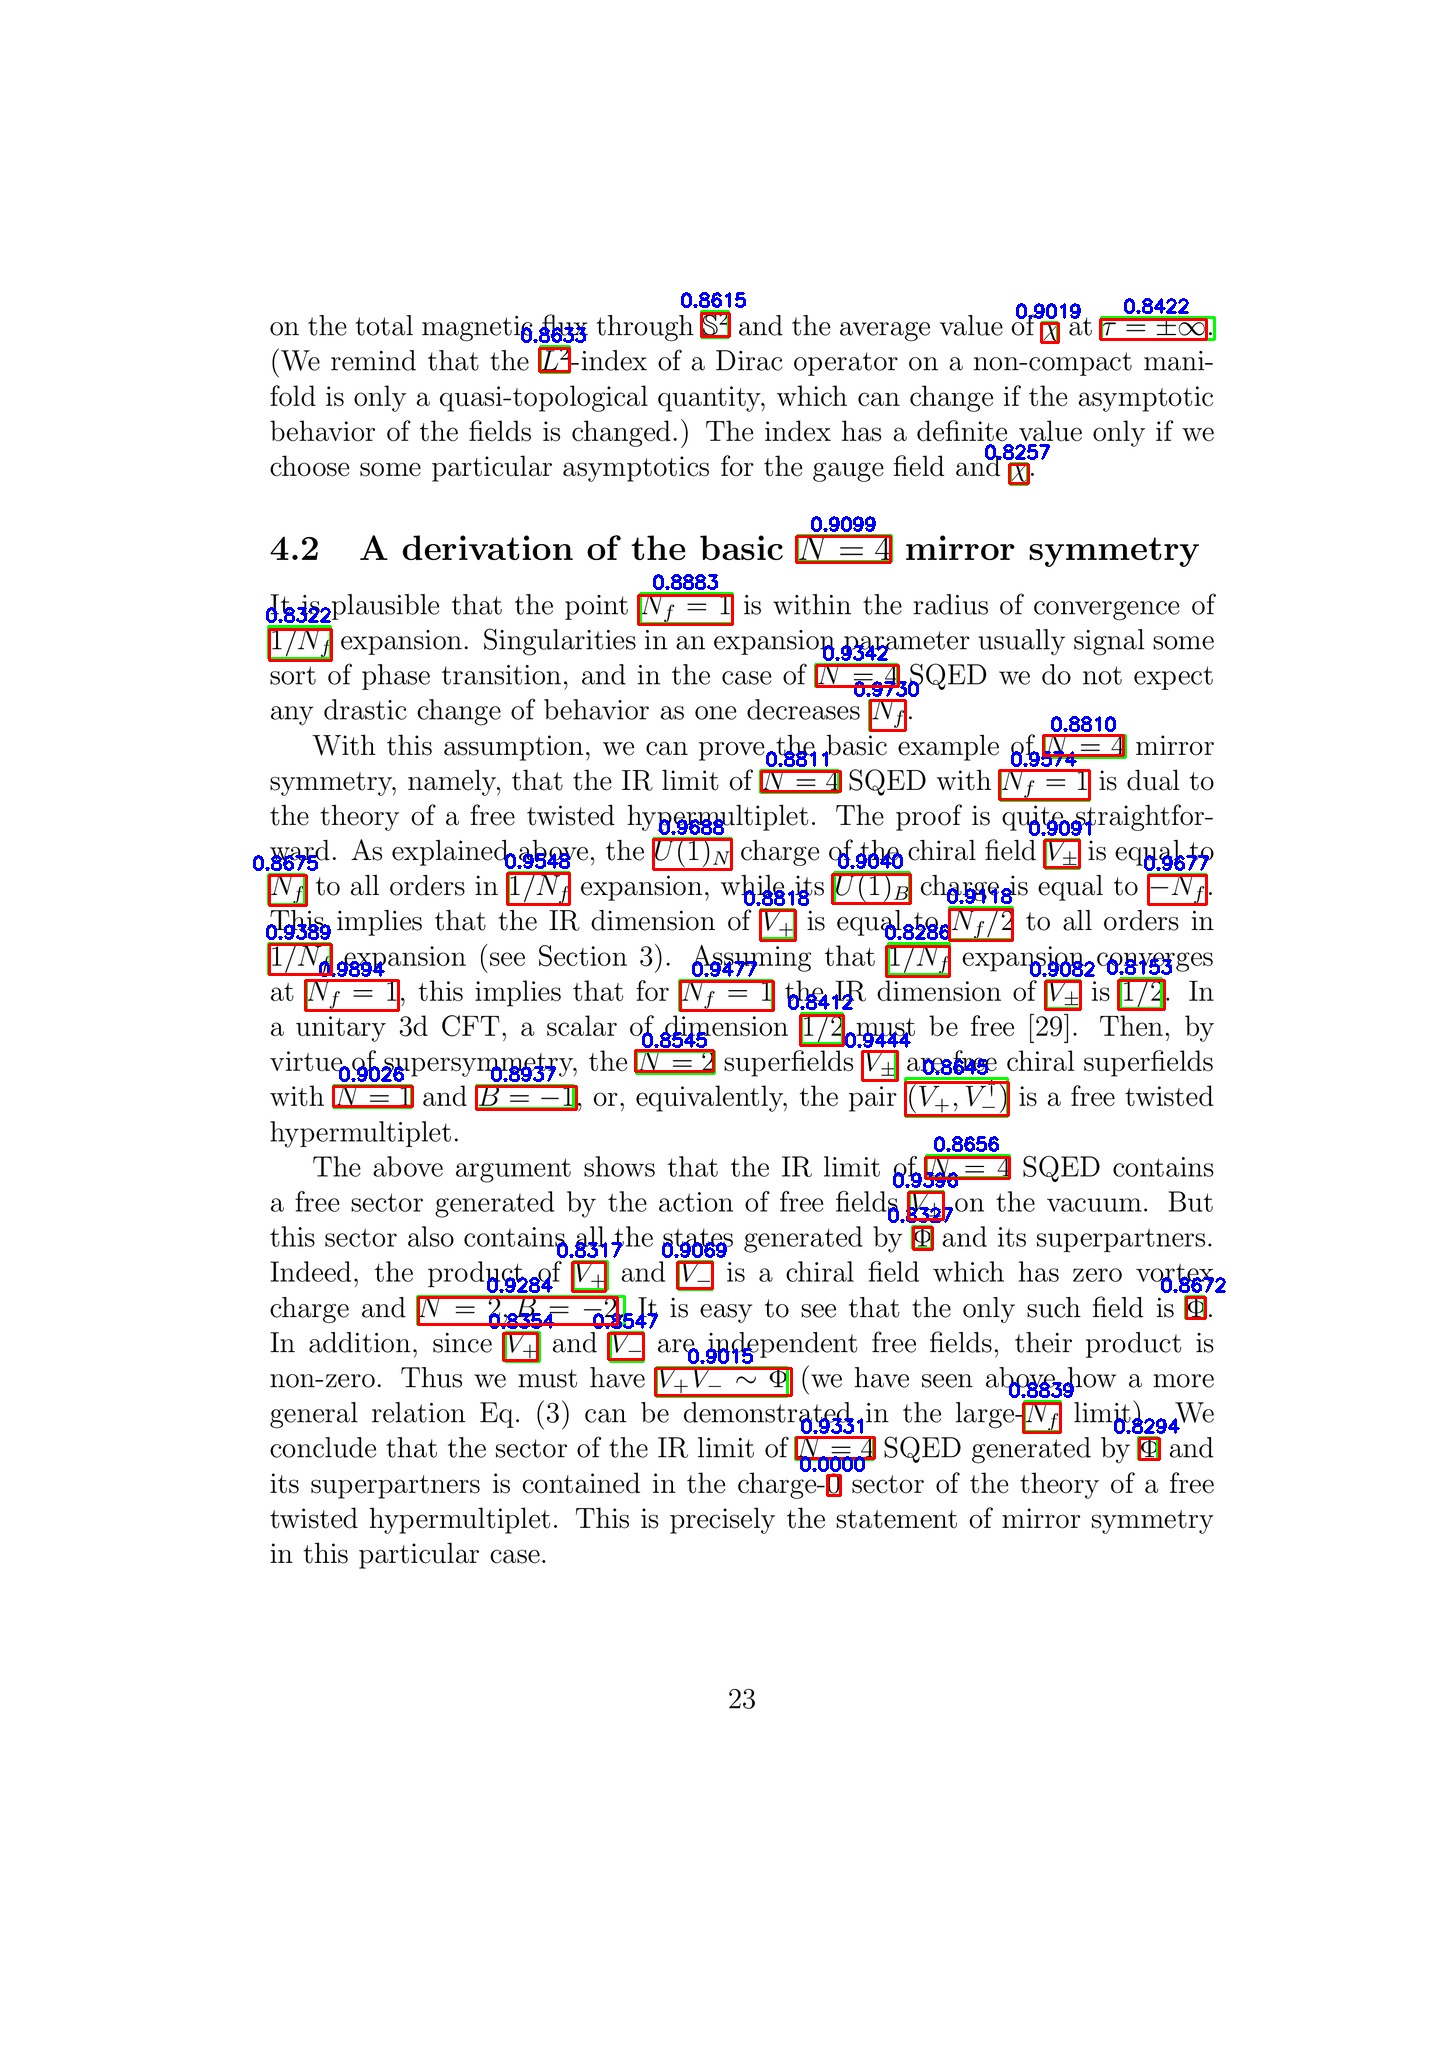 0.8615 0.9019 0.8422
on the total magnetic flux through 𝕊² and the average value of χ at τ = ±∞.
0.8633
(We remind that the L²-index of a Dirac operator on a non-compact mani-
fold is only a quasi-topological quantity, which can change if the asymptotic
behavior of the fields is changed.) The index has a definite value only if we
0.8257
choose some particular asymptotics for the gauge field and χ.
0.9099
4.2 A derivation of the basic N = 4 mirror symmetry
0.8883
It is plausible that the point N_f = 1 is within the radius of convergence of
0.8322
1/N_f expansion. Singularities in an expansion parameter usually signal some
0.9342
sort of phase transition, and in the case of N = 4 SQED we do not expect
0.9730
any drastic change of behavior as one decreases N_f.
0.8810
With this assumption, we can prove the basic example of N = 4 mirror
0.8811 0.9574
symmetry, namely, that the IR limit of N = 4 SQED with N_f = 1 is dual to
the theory of a free twisted hypermultiplet. The proof is quite straightfor-
0.9688 0.9091
ward. As explained above, the U(1)_N charge of the chiral field V_± is equal to
0.8675 0.9548 0.9040 0.9677
N_f to all orders in 1/N_f expansion, while its U(1)_B charge is equal to −N_f.
0.8818 0.9118
This implies that the IR dimension of V_+ is equal to N_f/2 to all orders in
0.9389 0.8286
1/N_f expansion (see Section 3). Assuming that 1/N_f expansion converges
0.9894 0.9477 0.9082 0.8153
at N_f = 1, this implies that for N_f = 1 the IR dimension of V_± is 1/2. In
0.8412
a unitary 3d CFT, a scalar of dimension 1/2 must be free [29]. Then, by
0.8545 0.9444
virtue of supersymmetry, the N = 2 superfields V_± are free chiral superfields
0.9026 0.8937 0.8645
with N = 1 and B = −1, or, equivalently, the pair (V_+, V_−^†) is a free twisted
hypermultiplet.
0.8656
The above argument shows that the IR limit of N = 4 SQED contains
0.9396
a free sector generated by the action of free fields V_± on the vacuum. But
0.8327
this sector also contains all the states generated by Φ and its superpartners.
0.8317 0.9069
Indeed, the product of V_+ and V_− is a chiral field which has zero vortex
0.9284 0.8672
charge and N = 2, B = −2. It is easy to see that the only such field is Φ.
0.8354 0.8547
In addition, since V_+ and V_− are independent free fields, their product is
0.9015
non-zero. Thus we must have V_+V_− ∼ Φ (we have seen above how a more
0.8839
general relation Eq. (3) can be demonstrated in the large-N_f limit). We
0.9331 0.8294
conclude that the sector of the IR limit of N = 4 SQED generated by Φ and
0.0000
its superpartners is contained in the charge-0 sector of the theory of a free
twisted hypermultiplet. This is precisely the statement of mirror symmetry
in this particular case.
23